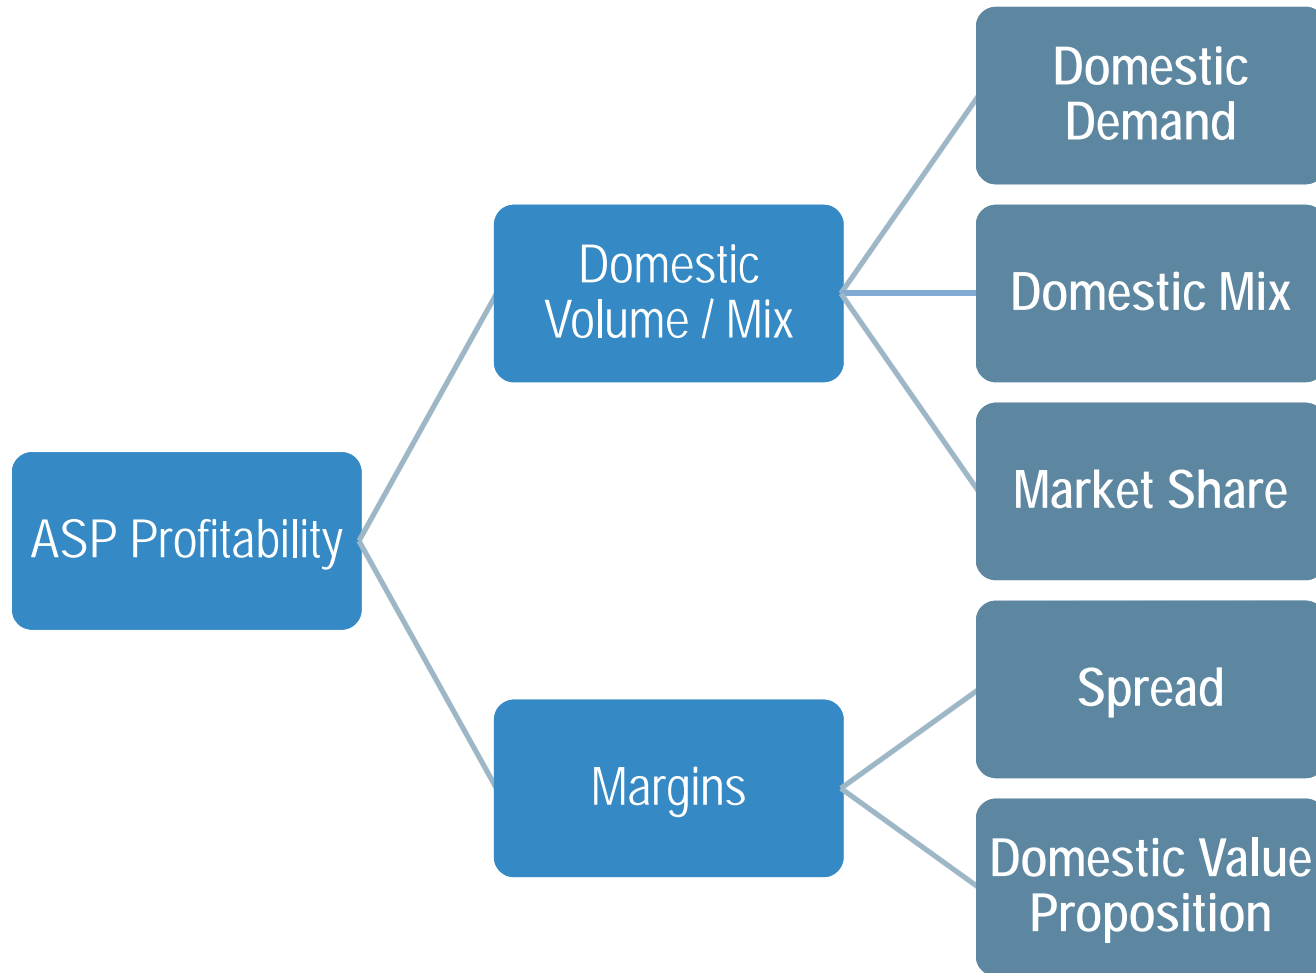 Domestic
Demand
Domestic
Volume / Mix
Domestic Mix
Market Share
ASP Profitability
Spread
Margins
Domestic Value
Proposition